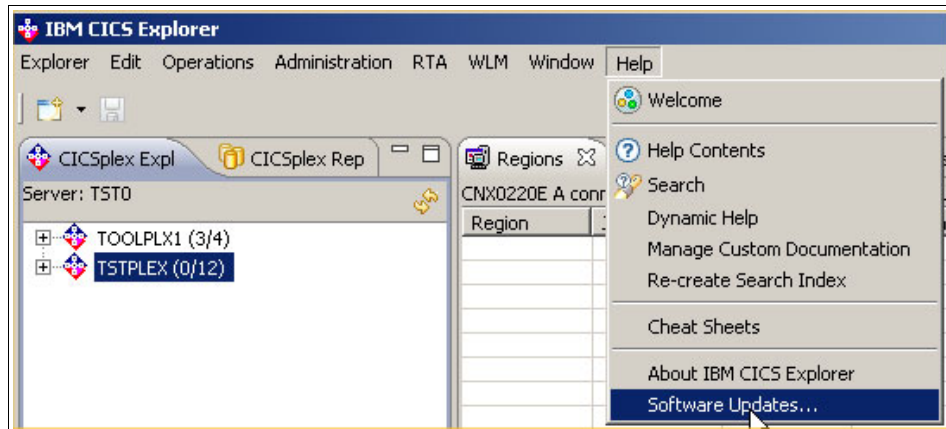 IBM CICS Explorer
Explorer Edit Operations Administration RTA WLM Window Help
Welcome
CICSplex Expl CICSplex Rep Regions
Help Contents
Server: TST0 CNX0220E A conn
Search
Region
Dynamic Help
TOOLPLX1 (3/4)
Manage Custom Documentation
TSTPLEX (0/12)
Re-create Search Index
Cheat Sheets
About IBM CICS Explorer
Software Updates...